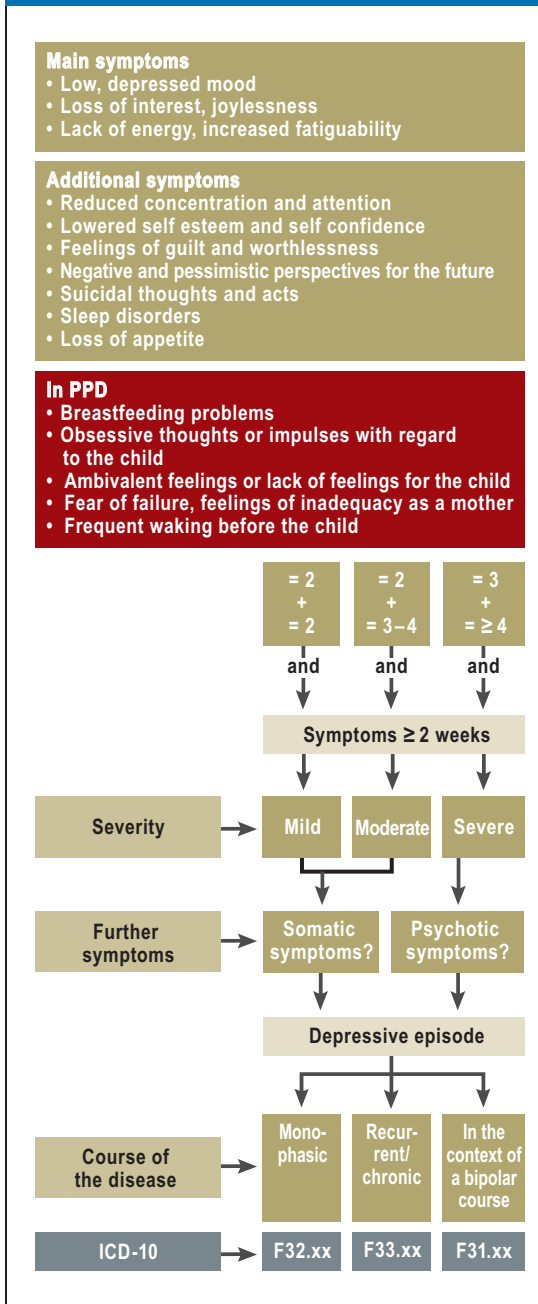 Main symptoms
• Low, depressed mood
• Loss of interest, joylessness
• Lack of energy, increased fatiguability
Additional symptoms
• Reduced concentration and attention
• Lowered self esteem and self confidence
• Feelings of guilt and worthlessness
• Negative and pessimistic perspectives for the future
• Suicidal thoughts and acts
• Sleep disorders
• Loss of appetite
In PPD
• Breastfeeding problems
• Obsessive thoughts or impulses with regard
to the child
• Ambivalent feelings or lack of feelings for the child
• Fear of failure, feelings of inadequacy as a mother
• Frequent waking before the child
= 2
+
= 2
= 2
+
= 3–4
= 3
+
= ≥ 4
and
and
and
Symptoms ≥ 2 weeks
Severity
Mild
Moderate
Severe
Further
symptoms
Somatic
symptoms?
Psychotic
symptoms?
Depressive episode
Course of
the disease
Mono-
phasic
Recur-
rent/
chronic
In the
context of
a bipolar
course
ICD-10
F32.xx
F33.xx
F31.xx